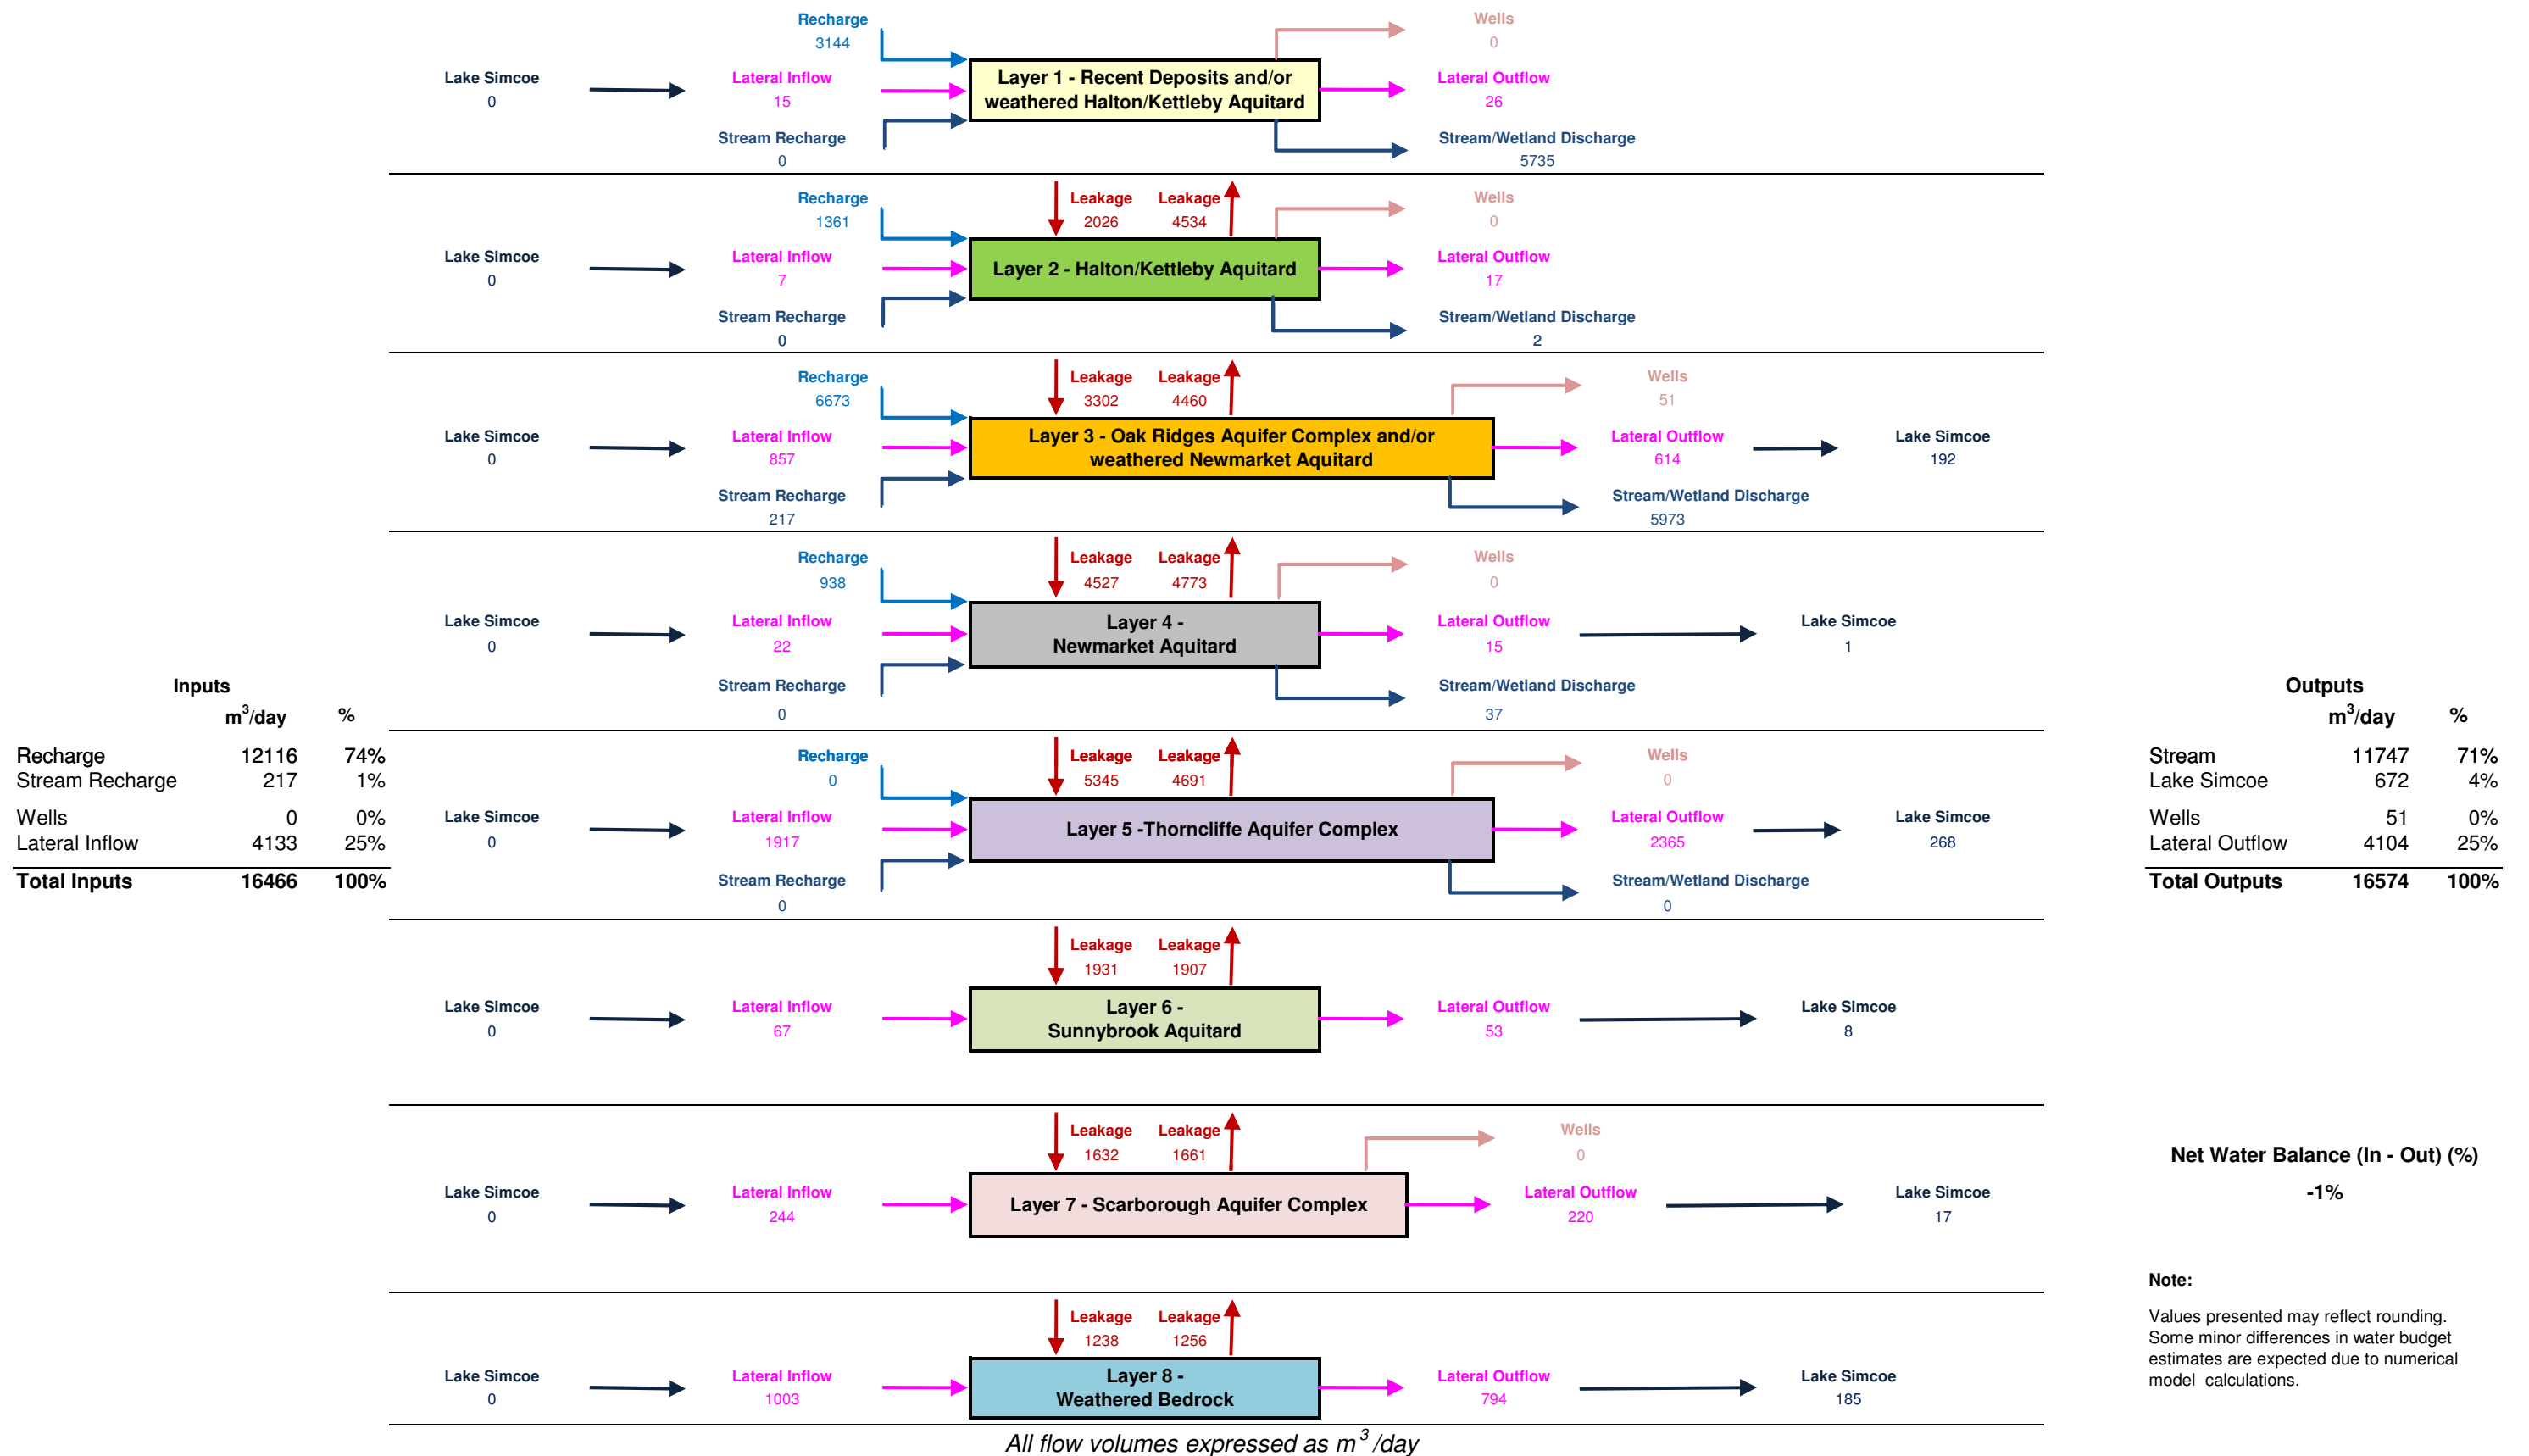 Recharge
3144
Wells
0
Lake Simcoe
0
Lateral Inflow
15
Layer 1 - Recent Deposits and/or
weathered Halton/Kettleby Aquitard
Lateral Outflow
26
Stream Recharge
0
Stream/Wetland Discharge
5735
Recharge
1361
Leakage
2026
Leakage
4534
Wells
0
Lake Simcoe
0
Lateral Inflow
7
Layer 2 - Halton/Kettleby Aquitard
Lateral Outflow
17
Stream Recharge
0
Stream/Wetland Discharge
2
Recharge
6673
Leakage
3302
Leakage
4460
Wells
51
Lake Simcoe
0
Lateral Inflow
857
Layer 3 - Oak Ridges Aquifer Complex and/or
weathered Newmarket Aquitard
Lateral Outflow
614
Lake Simcoe
192
Stream Recharge
217
Stream/Wetland Discharge
5973
Recharge
938
Leakage
4527
Leakage
4773
Wells
0
Lake Simcoe
0
Lateral Inflow
22
Layer 4 -
Newmarket Aquitard
Lateral Outflow
15
Lake Simcoe
1
Stream Recharge
0
Stream/Wetland Discharge
37
Inputs
m³/day %
Recharge 12116 74%
Stream Recharge 217 1%
Wells 0 0%
Lateral Inflow 4133 25%
Total Inputs 16466 100%
Recharge
0
Leakage
5345
Leakage
4691
Wells
0
Lake Simcoe
0
Lateral Inflow
1917
Layer 5 -Thorncliffe Aquifer Complex
Lateral Outflow
2365
Lake Simcoe
268
Stream Recharge
0
Stream/Wetland Discharge
0
Outputs
m³/day %
Stream 11747 71%
Lake Simcoe 672 4%
Wells 51 0%
Lateral Outflow 4104 25%
Total Outputs 16574 100%
Leakage
1931
Leakage
1907
Lake Simcoe
0
Lateral Inflow
67
Layer 6 -
Sunnybrook Aquitard
Lateral Outflow
53
Lake Simcoe
8
Leakage
1632
Leakage
1661
Wells
0
Lake Simcoe
0
Lateral Inflow
244
Layer 7 - Scarborough Aquifer Complex
Lateral Outflow
220
Lake Simcoe
17
Net Water Balance (In - Out) (%)
-1%
Leakage
1238
Leakage
1256
Lake Simcoe
0
Lateral Inflow
1003
Layer 8 -
Weathered Bedrock
Lateral Outflow
794
Lake Simcoe
185
Note:
Values presented may reflect rounding.
Some minor differences in water budget
estimates are expected due to numerical
model calculations.
All flow volumes expressed as m³/day